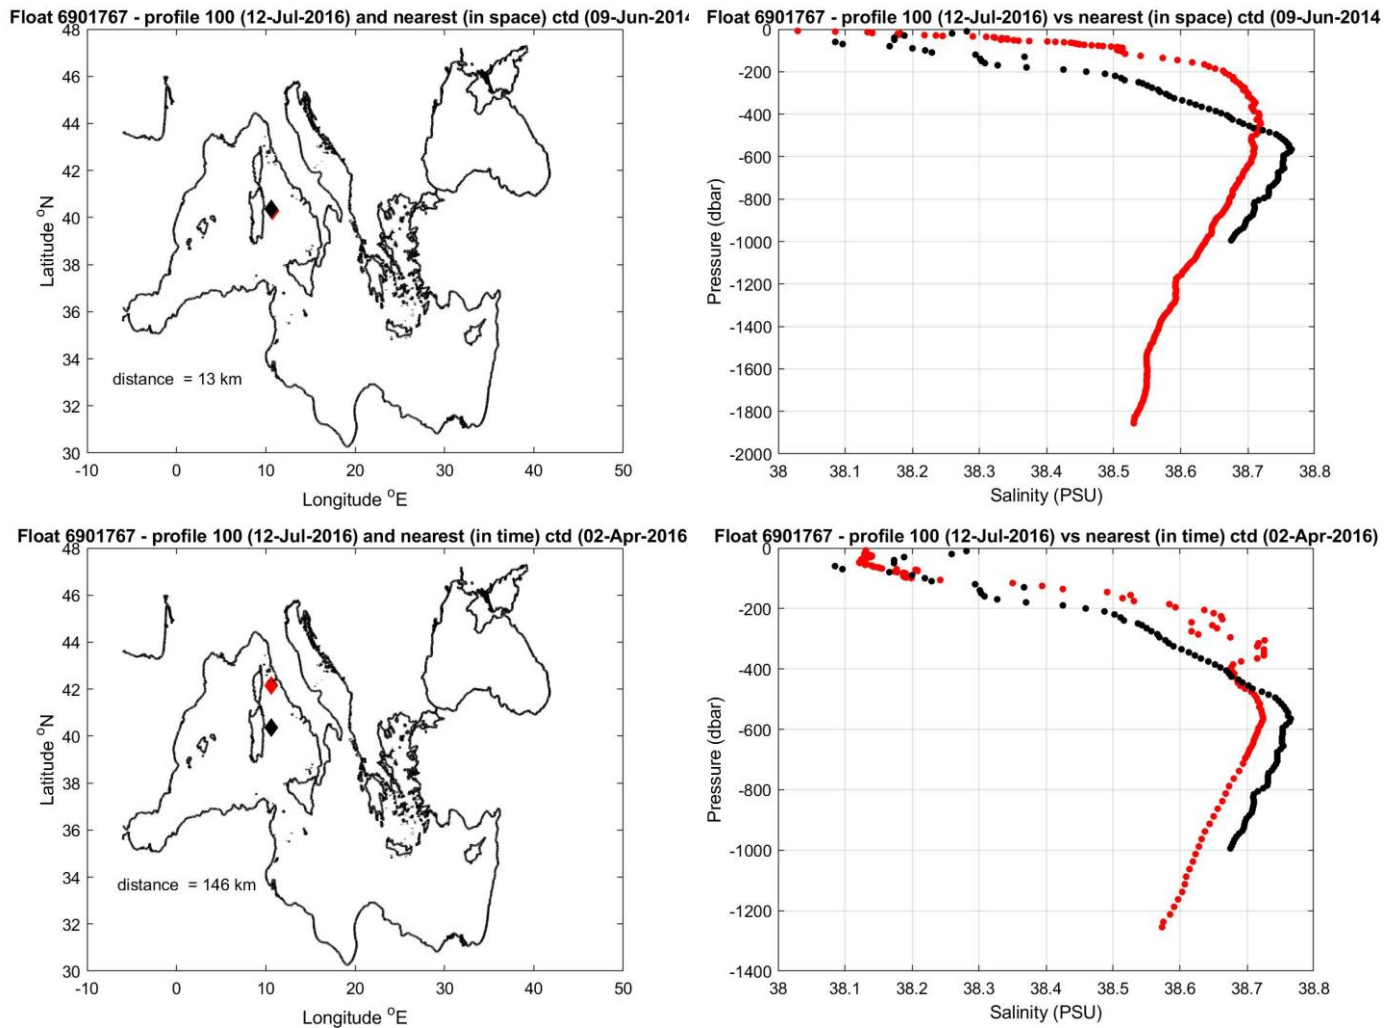 Float 6901767 - profile 100 (12-Jul-2016) and nearest (in space) ctd (09-Jun-2014
48
46
44
42
40
38
36
34
32
30
Latitude °N
distance = 13 km
-10 0 10 20 30 40 50
Longitude °E
Float 6901767 - profile 100 (12-Jul-2016) vs nearest (in space) ctd (09-Jun-2014
0
-200
-400
-600
-800
-1000
-1200
-1400
-1600
-1800
-2000
Pressure (dbar)
38 38.1 38.2 38.3 38.4 38.5 38.6 38.7 38.8
Salinity (PSU)
Float 6901767 - profile 100 (12-Jul-2016) and nearest (in time) ctd (02-Apr-2016
48
46
44
42
40
38
36
34
32
30
Latitude °N
distance = 146 km
-10 0 10 20 30 40 50
Longitude °E
Float 6901767 - profile 100 (12-Jul-2016) vs nearest (in time) ctd (02-Apr-2016)
0
-200
-400
-600
-800
-1000
-1200
-1400
Pressure (dbar)
38 38.1 38.2 38.3 38.4 38.5 38.6 38.7 38.8
Salinity (PSU)